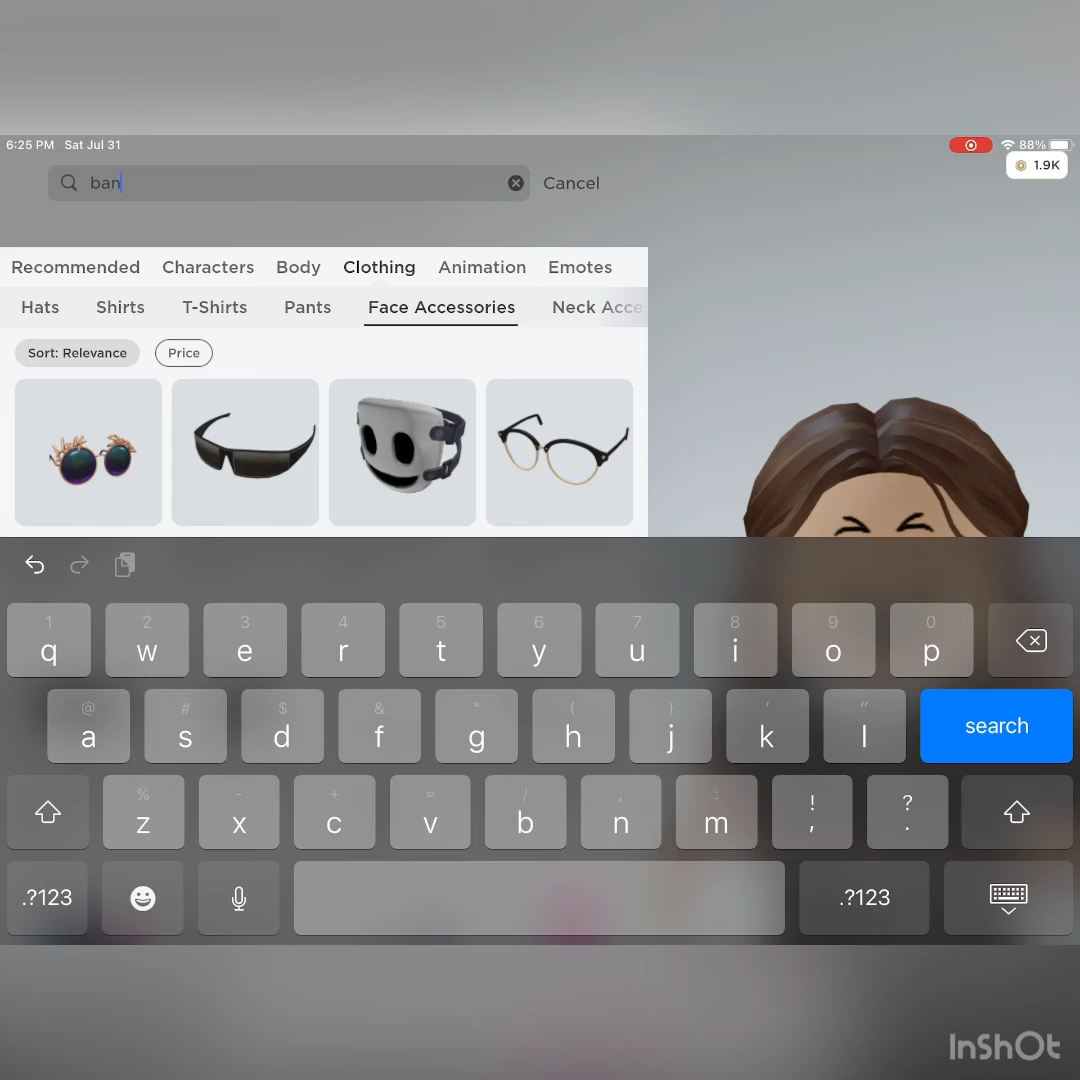 6:25 PM Sat Jul 31 88%
1.9K
ban Cancel
Recommended Characters Body Clothing Animation Emotes
Hats Shirts T-Shirts Pants Face Accessories Neck Acce
Sort: Relevance Price
1 2 3 4 5 6 7 8 9 0
q w e r t y u i o p
@ # $ & * ( ) ' "
a s d f g h j k l search
% - + = / ; : ! ?
z x c v b n m , .
.?123 .?123
InShOt